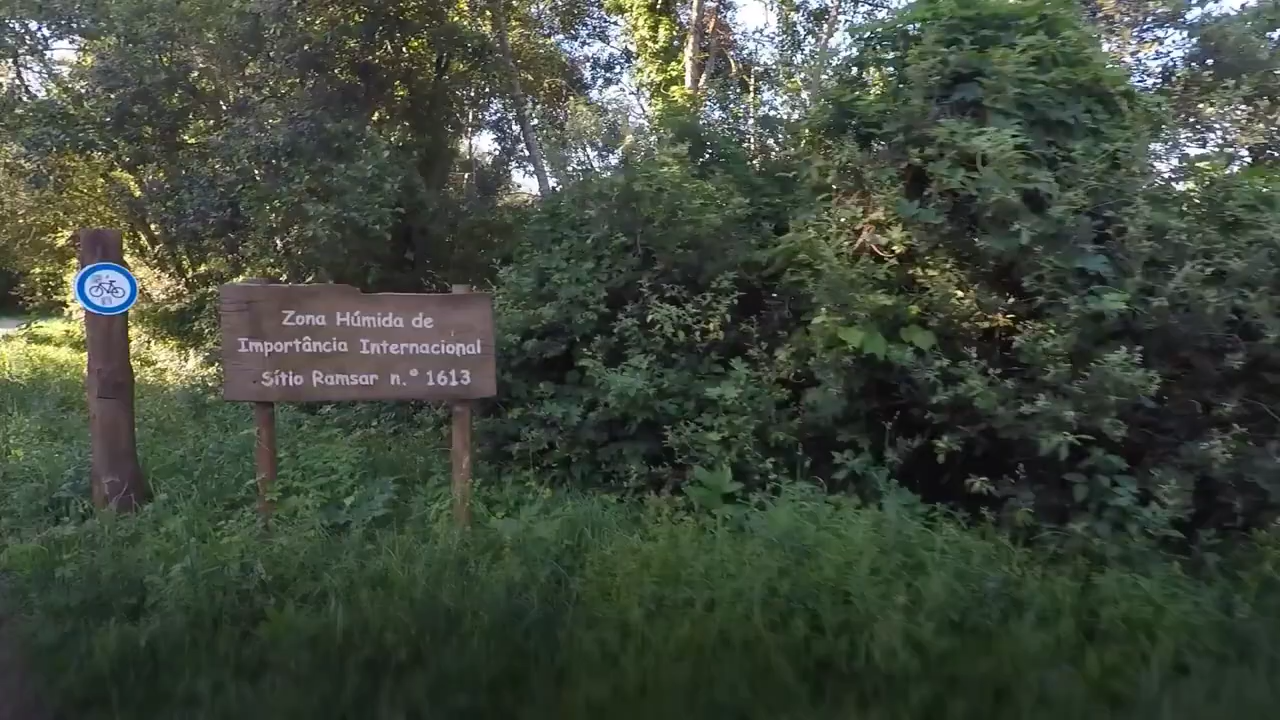 Zona Húmida de
Importância Internacional
Sítio Ramsar n.º 1613